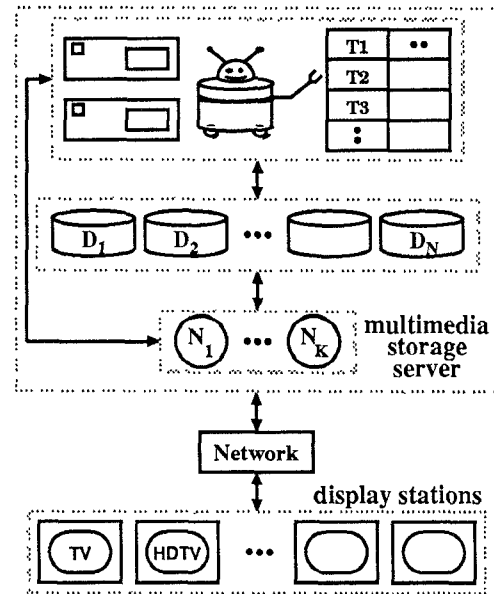 T1 ••
T2
T3
D1 D2 ••• DN
N1 ••• NK
multimedia
storage
server
Network
display stations
TV HDTV •••